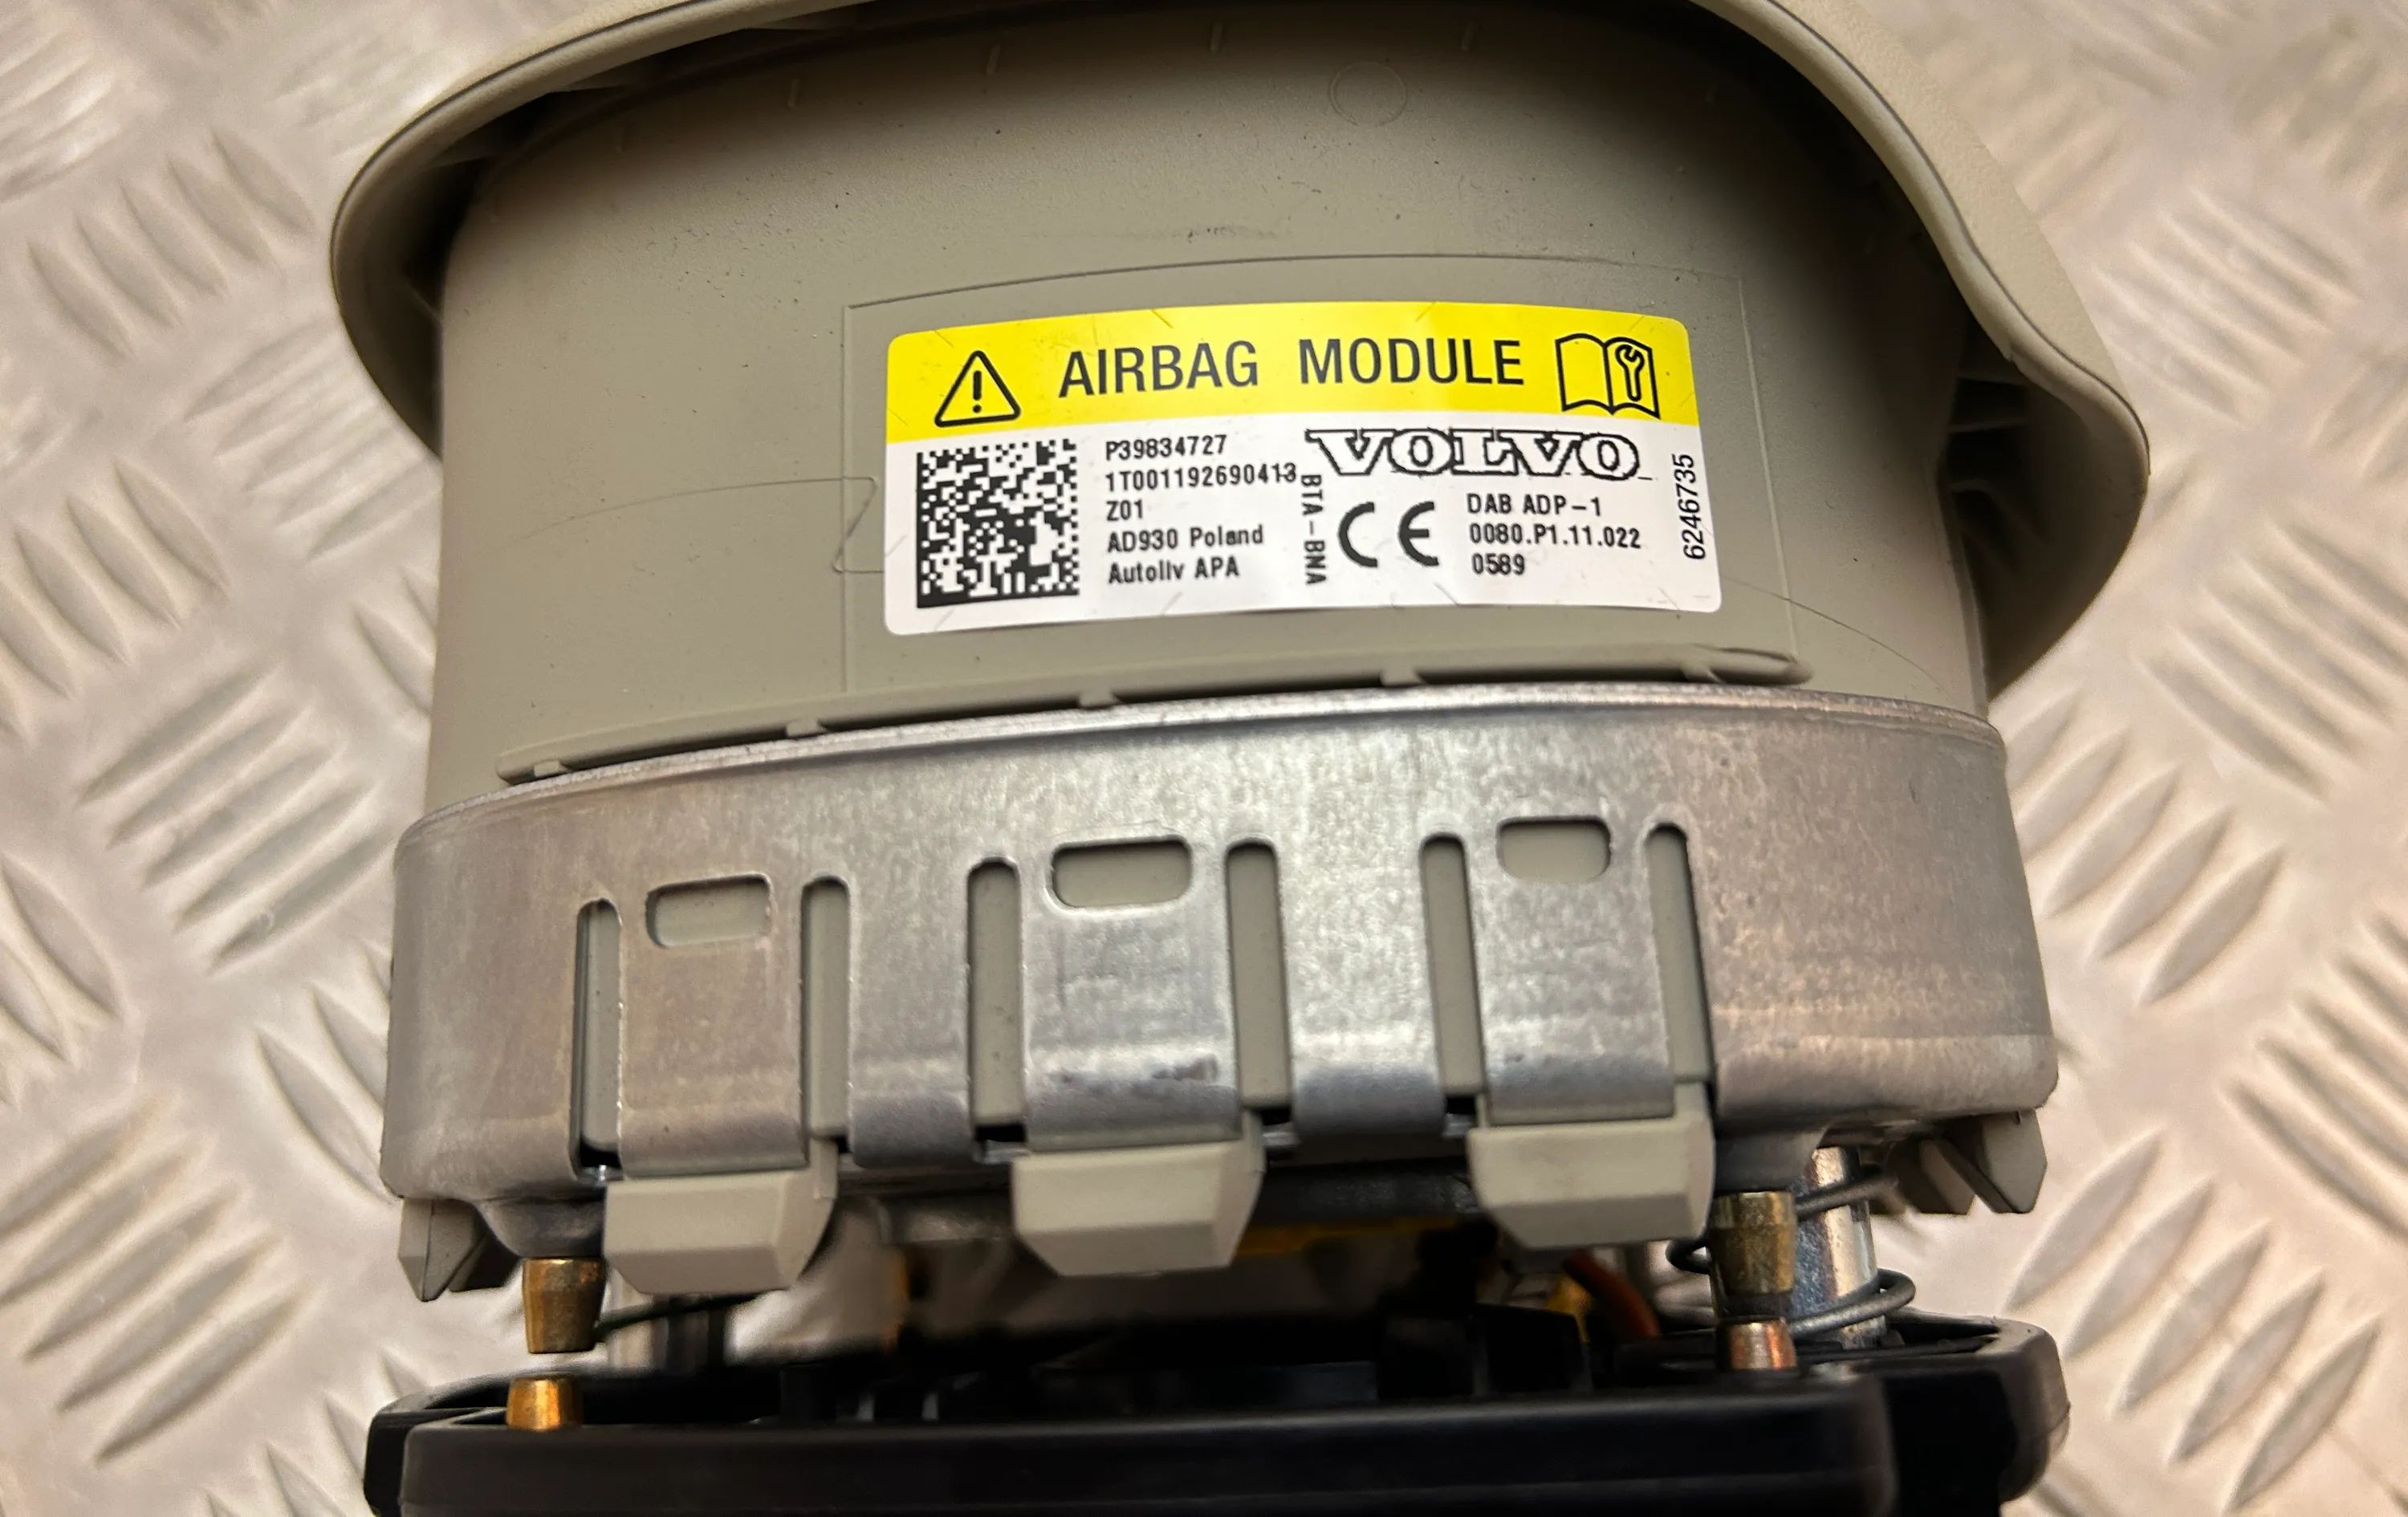 AIRBAG MODULE
P39834727
1T001192690413
Z01
AD930 Poland
Autoliv APA
BTA-BNA
VOLVO
CE
DAB ADP-1
0080.P1.11.022
0589
6246735